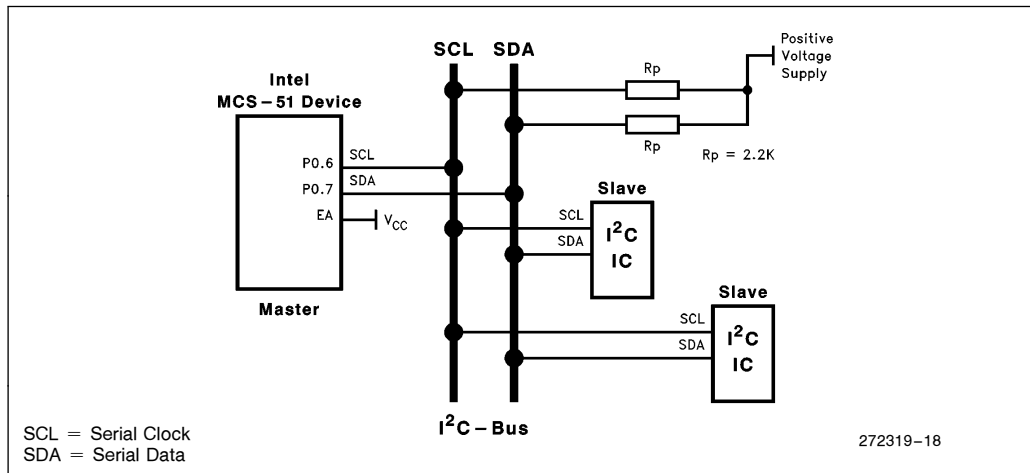 SCL SDA
Positive
Voltage
Supply
Rp
Intel
MCS-51 Device
Rp
Rp = 2.2K
P0.6 SCL
P0.7 SDA
EA VCC
Master
Slave
SCL
SDA
I²C
IC
Slave
SCL
SDA
I²C
IC
I²C-Bus
SCL = Serial Clock
SDA = Serial Data
272319-18